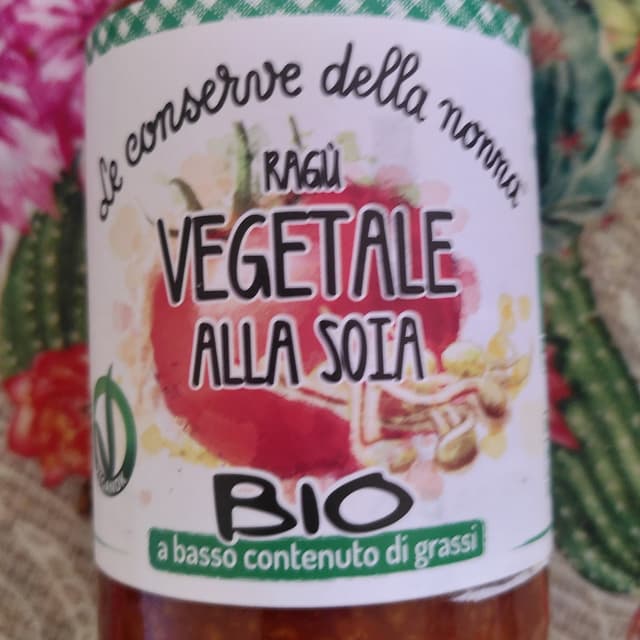 Le conserve della nonna
RAGÙ
VEGETALE
ALLA SOIA
BIO
a basso contenuto di grassi